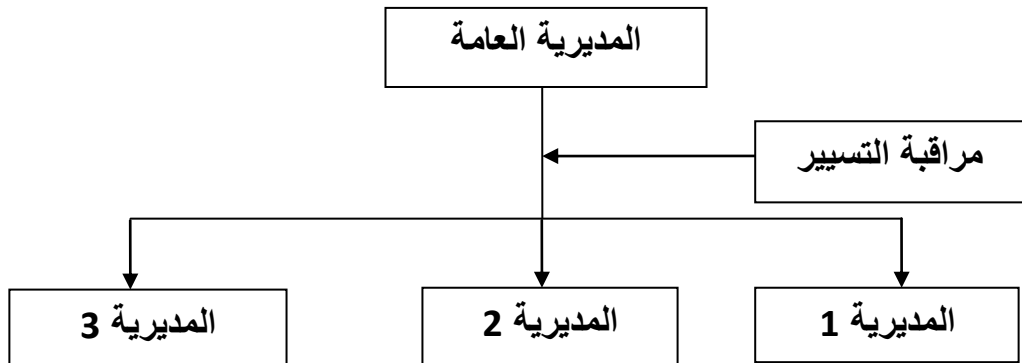 المديرية العامة
مراقبة التسيير
المديرية 1
المديرية 2
المديرية 3